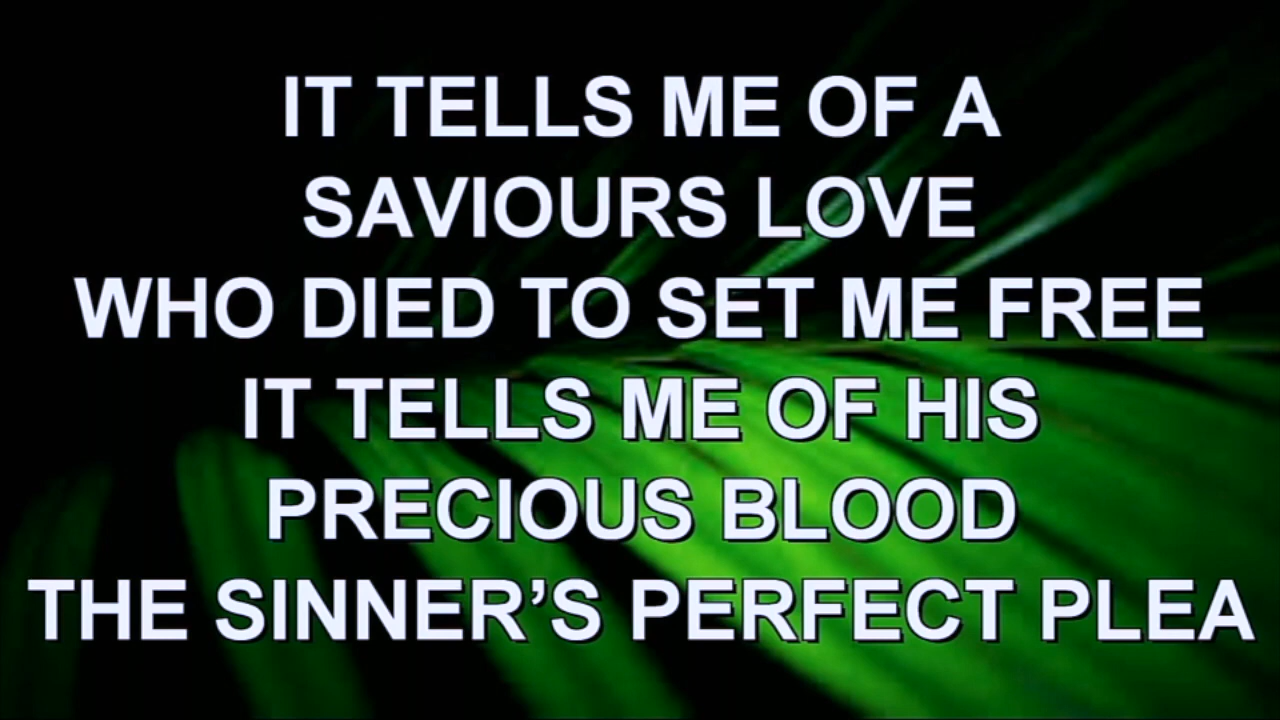 IT TELLS ME OF A
SAVIOURS LOVE
WHO DIED TO SET ME FREE
IT TELLS ME OF HIS
PRECIOUS BLOOD
THE SINNER’S PERFECT PLEA